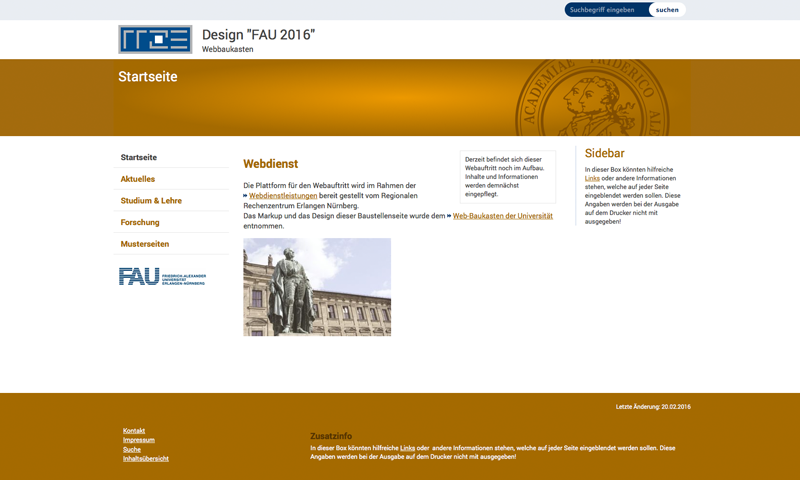 Suchbegriff eingeben
suchen
RRZE
Design "FAU 2016"
Webbaukasten
Startseite
ACADEMIAE FRIDERICO ALE
Startseite
Aktuelles
Studium & Lehre
Forschung
Musterseiten
FAU FRIEDRICH-ALEXANDER
UNIVERSITÄT
ERLANGEN-NÜRNBERG
Webdienst
Die Plattform für den Webauftritt wird im Rahmen der
» Webdienstleistungen bereit gestellt vom Regionalen
Rechenzentrum Erlangen Nürnberg.
Das Markup und das Design dieser Baustellenseite wurde dem » Web-Baukasten der Universität
entnommen.
Derzeit befindet sich dieser
Webauftritt noch im Aufbau.
Inhalte und Informationen
werden demnächst
eingepflegt.
Sidebar
In dieser Box könnten hilfreiche
Links oder andere Informationen
stehen, welche auf jeder Seite
eingeblendet werden sollen. Diese
Angaben werden bei der Ausgabe
auf dem Drucker nicht mit
ausgegeben!
Letzte Änderung: 20.02.2016
Kontakt
Impressum
Suche
Inhaltsübersicht
Zusatzinfo
In dieser Box könnten hilfreiche Links oder andere Informationen stehen, welche auf jeder Seite eingeblendet werden sollen. Diese
Angaben werden bei der Ausgabe auf dem Drucker nicht mit ausgegeben!